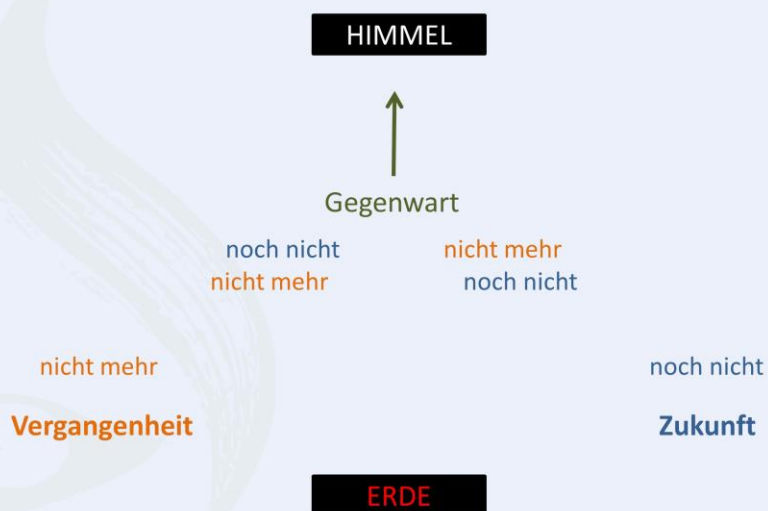 HIMMEL
Gegenwart
noch nicht nicht mehr
nicht mehr noch nicht
nicht mehr noch nicht
Vergangenheit Zukunft
ERDE